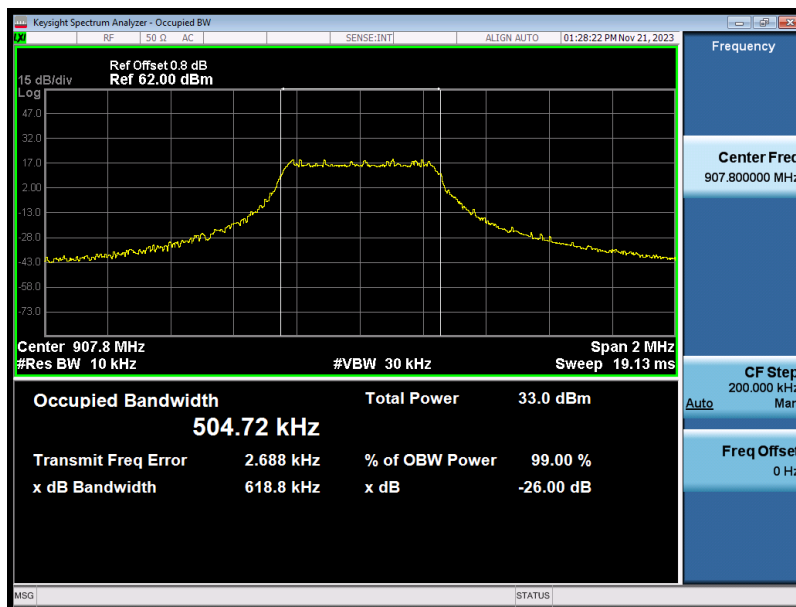 Keysight Spectrum Analyzer - Occupied BW
LXI RF 50 Ω AC SENSE:INT ALIGN AUTO 01:28:22 PM Nov 21, 2023
Frequency
Ref Offset 0.8 dB
15 dB/div Ref 62.00 dBm
Log
47.0
32.0
17.0
2.00
-13.0
-28.0
-43.0
-58.0
-73.0
Center 907.8 MHz Span 2 MHz
#Res BW 10 kHz #VBW 30 kHz Sweep 19.13 ms
Occupied Bandwidth Total Power 33.0 dBm
504.72 kHz
Transmit Freq Error 2.688 kHz % of OBW Power 99.00 %
x dB Bandwidth 618.8 kHz x dB -26.00 dB
Center Freq
907.800000 MHz
CF Step
200.000 kHz
Auto Man
Freq Offset
0 Hz
MSG STATUS